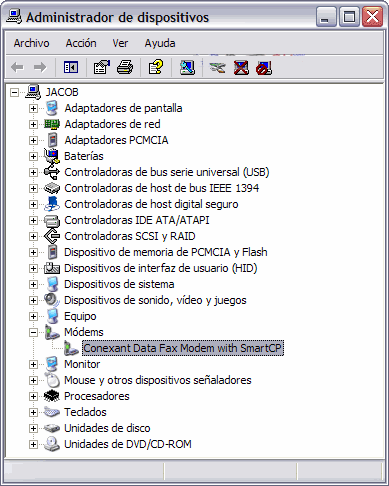 Administrador de dispositivos
Archivo Acción Ver Ayuda
JACOB
Adaptadores de pantalla
Adaptadores de red
Adaptadores PCMCIA
Baterías
Controladoras de bus serie universal (USB)
Controladoras de host de bus IEEE 1394
Controladoras de host digital seguro
Controladoras IDE ATA/ATAPI
Controladoras SCSI y RAID
Dispositivo de memoria de PCMCIA y Flash
Dispositivos de interfaz de usuario (HID)
Dispositivos de sistema
Dispositivos de sonido, vídeo y juegos
Equipo
Módems
Conexant Data Fax Modem with SmartCP
Monitor
Mouse y otros dispositivos señaladores
Procesadores
Teclados
Unidades de disco
Unidades de DVD/CD-ROM